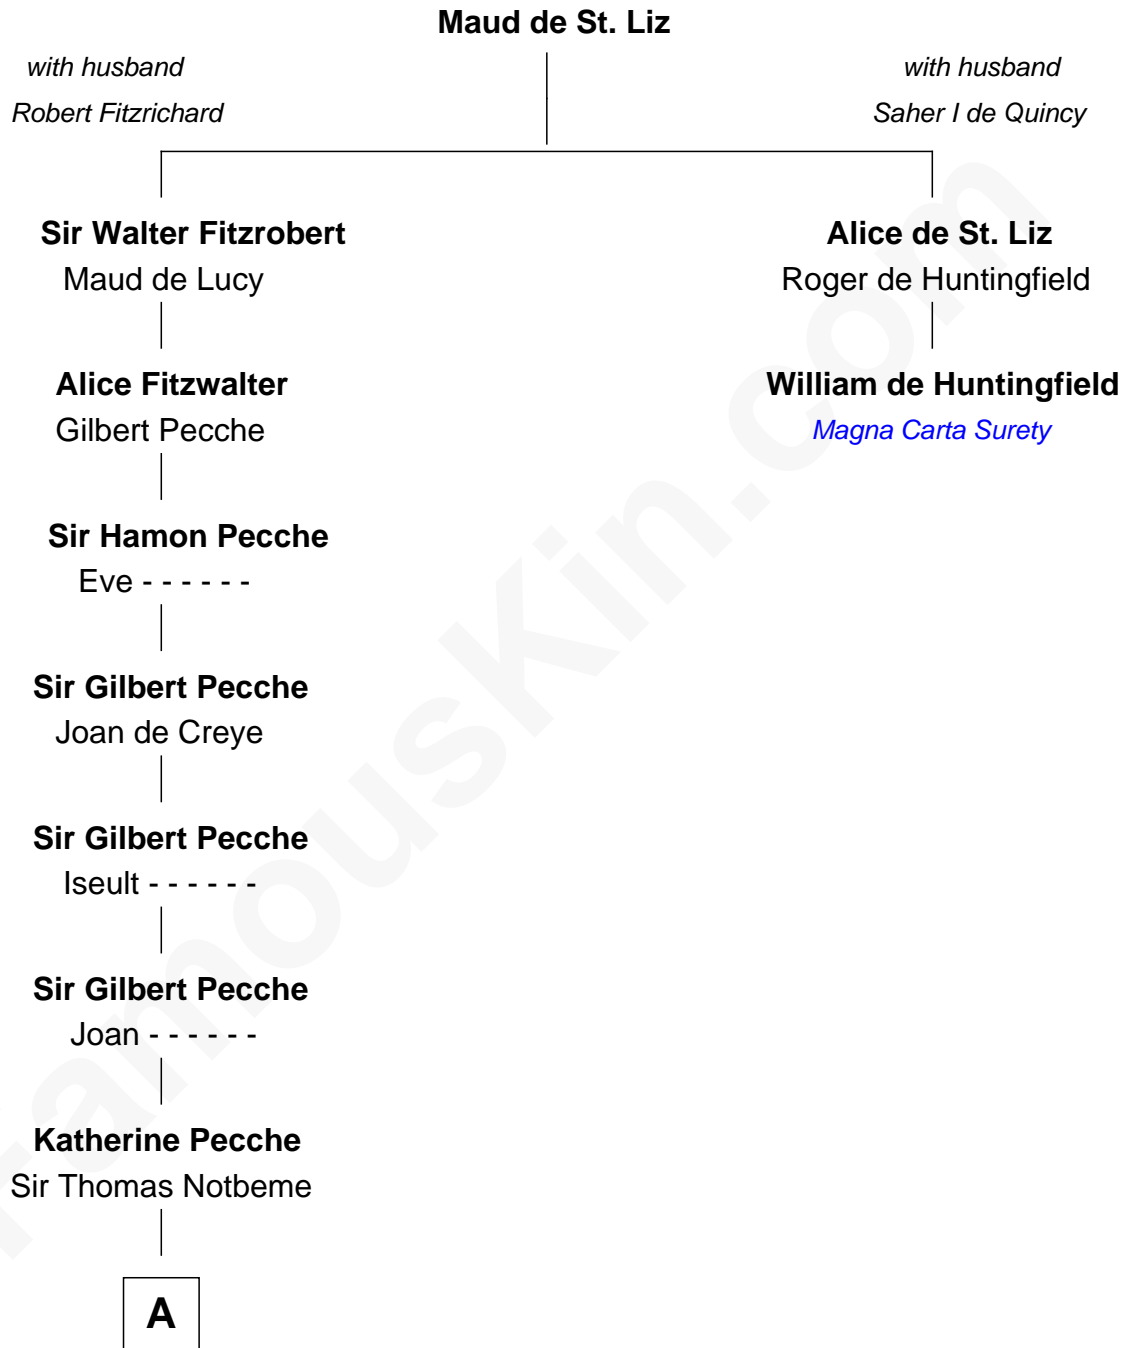 Maud de St. Liz
with husband
Robert Fitzrichard
with husband
Saher I de Quincy
Sir Walter Fitzrobert
Maud de Lucy
Alice de St. Liz
Roger de Huntingfield
Alice Fitzwalter
Gilbert Pecche
William de Huntingfield
Magna Carta Surety
Sir Hamon Pecche
Eve - - - - - -
Sir Gilbert Pecche
Joan de Creye
Sir Gilbert Pecche
Iseult - - - - - -
Sir Gilbert Pecche
Joan - - - - - -
Katherine Pecche
Sir Thomas Notbeme
A
FamousKin.com